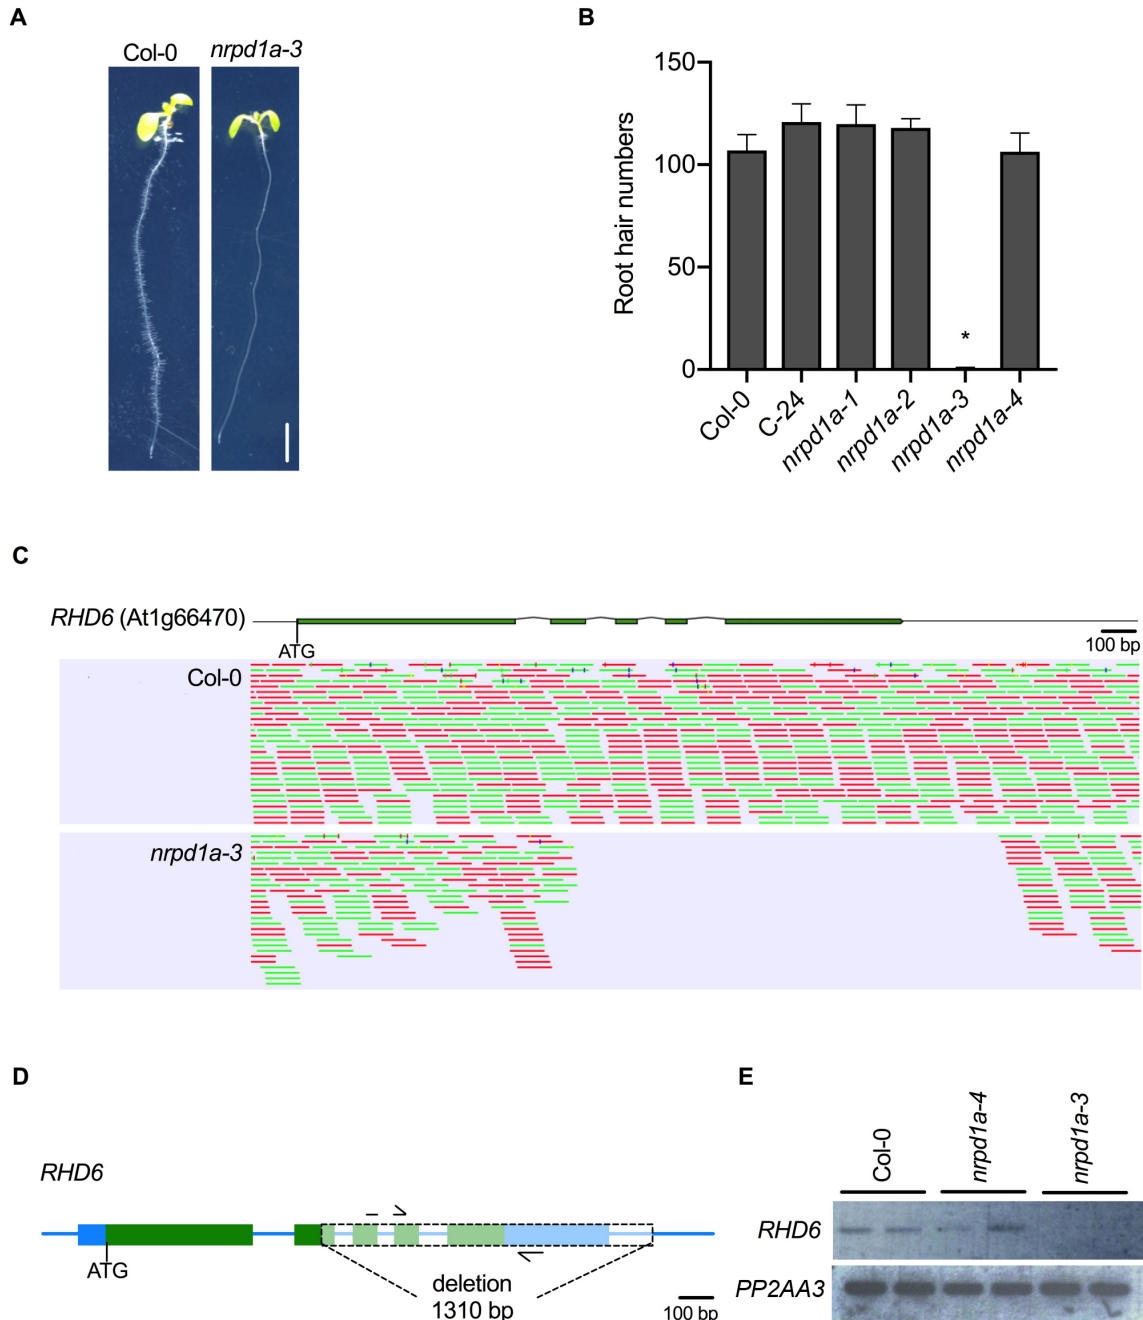 A
Col-0
nrpd1a-3
B
150
100
50
0
Root hair numbers
*
Col-0
C-24
nrpd1a-1
nrpd1a-2
nrpd1a-3
nrpd1a-4
C
RHD6 (At1g66470)
ATG
100 bp
Col-0
nrpd1a-3
D
RHD6
ATG
deletion
1310 bp
100 bp
E
Col-0
nrpd1a-4
nrpd1a-3
RHD6
PP2AA3